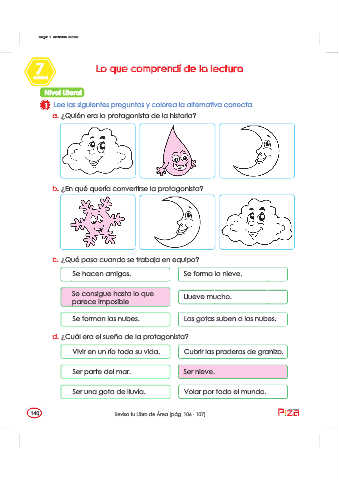 7
Lo que comprendí de la lectura
Nivel Literal
1 Lee las siguientes preguntas y colorea la alternativa correcta.
a. ¿Quién era la protagonista de la historia?
b. ¿En qué quería convertirse la protagonista?
c. ¿Qué pasa cuando se trabaja en equipo?
Se hacen amigos.
Se forma la nieve.
Se consigue hasta lo que
parece imposible
Llueve mucho.
Se forman las nubes.
Las gotas suben a las nubes.
d. ¿Cuál era el sueño de la protagonista?
Vivir en un río toda su vida.
Cubrir las praderas de granizo.
Ser parte del mar.
Ser nieve.
Ser una gota de lluvia.
Volar por todo el mundo.
140
Revisa tu Libro de Área (pág. 106 - 107)